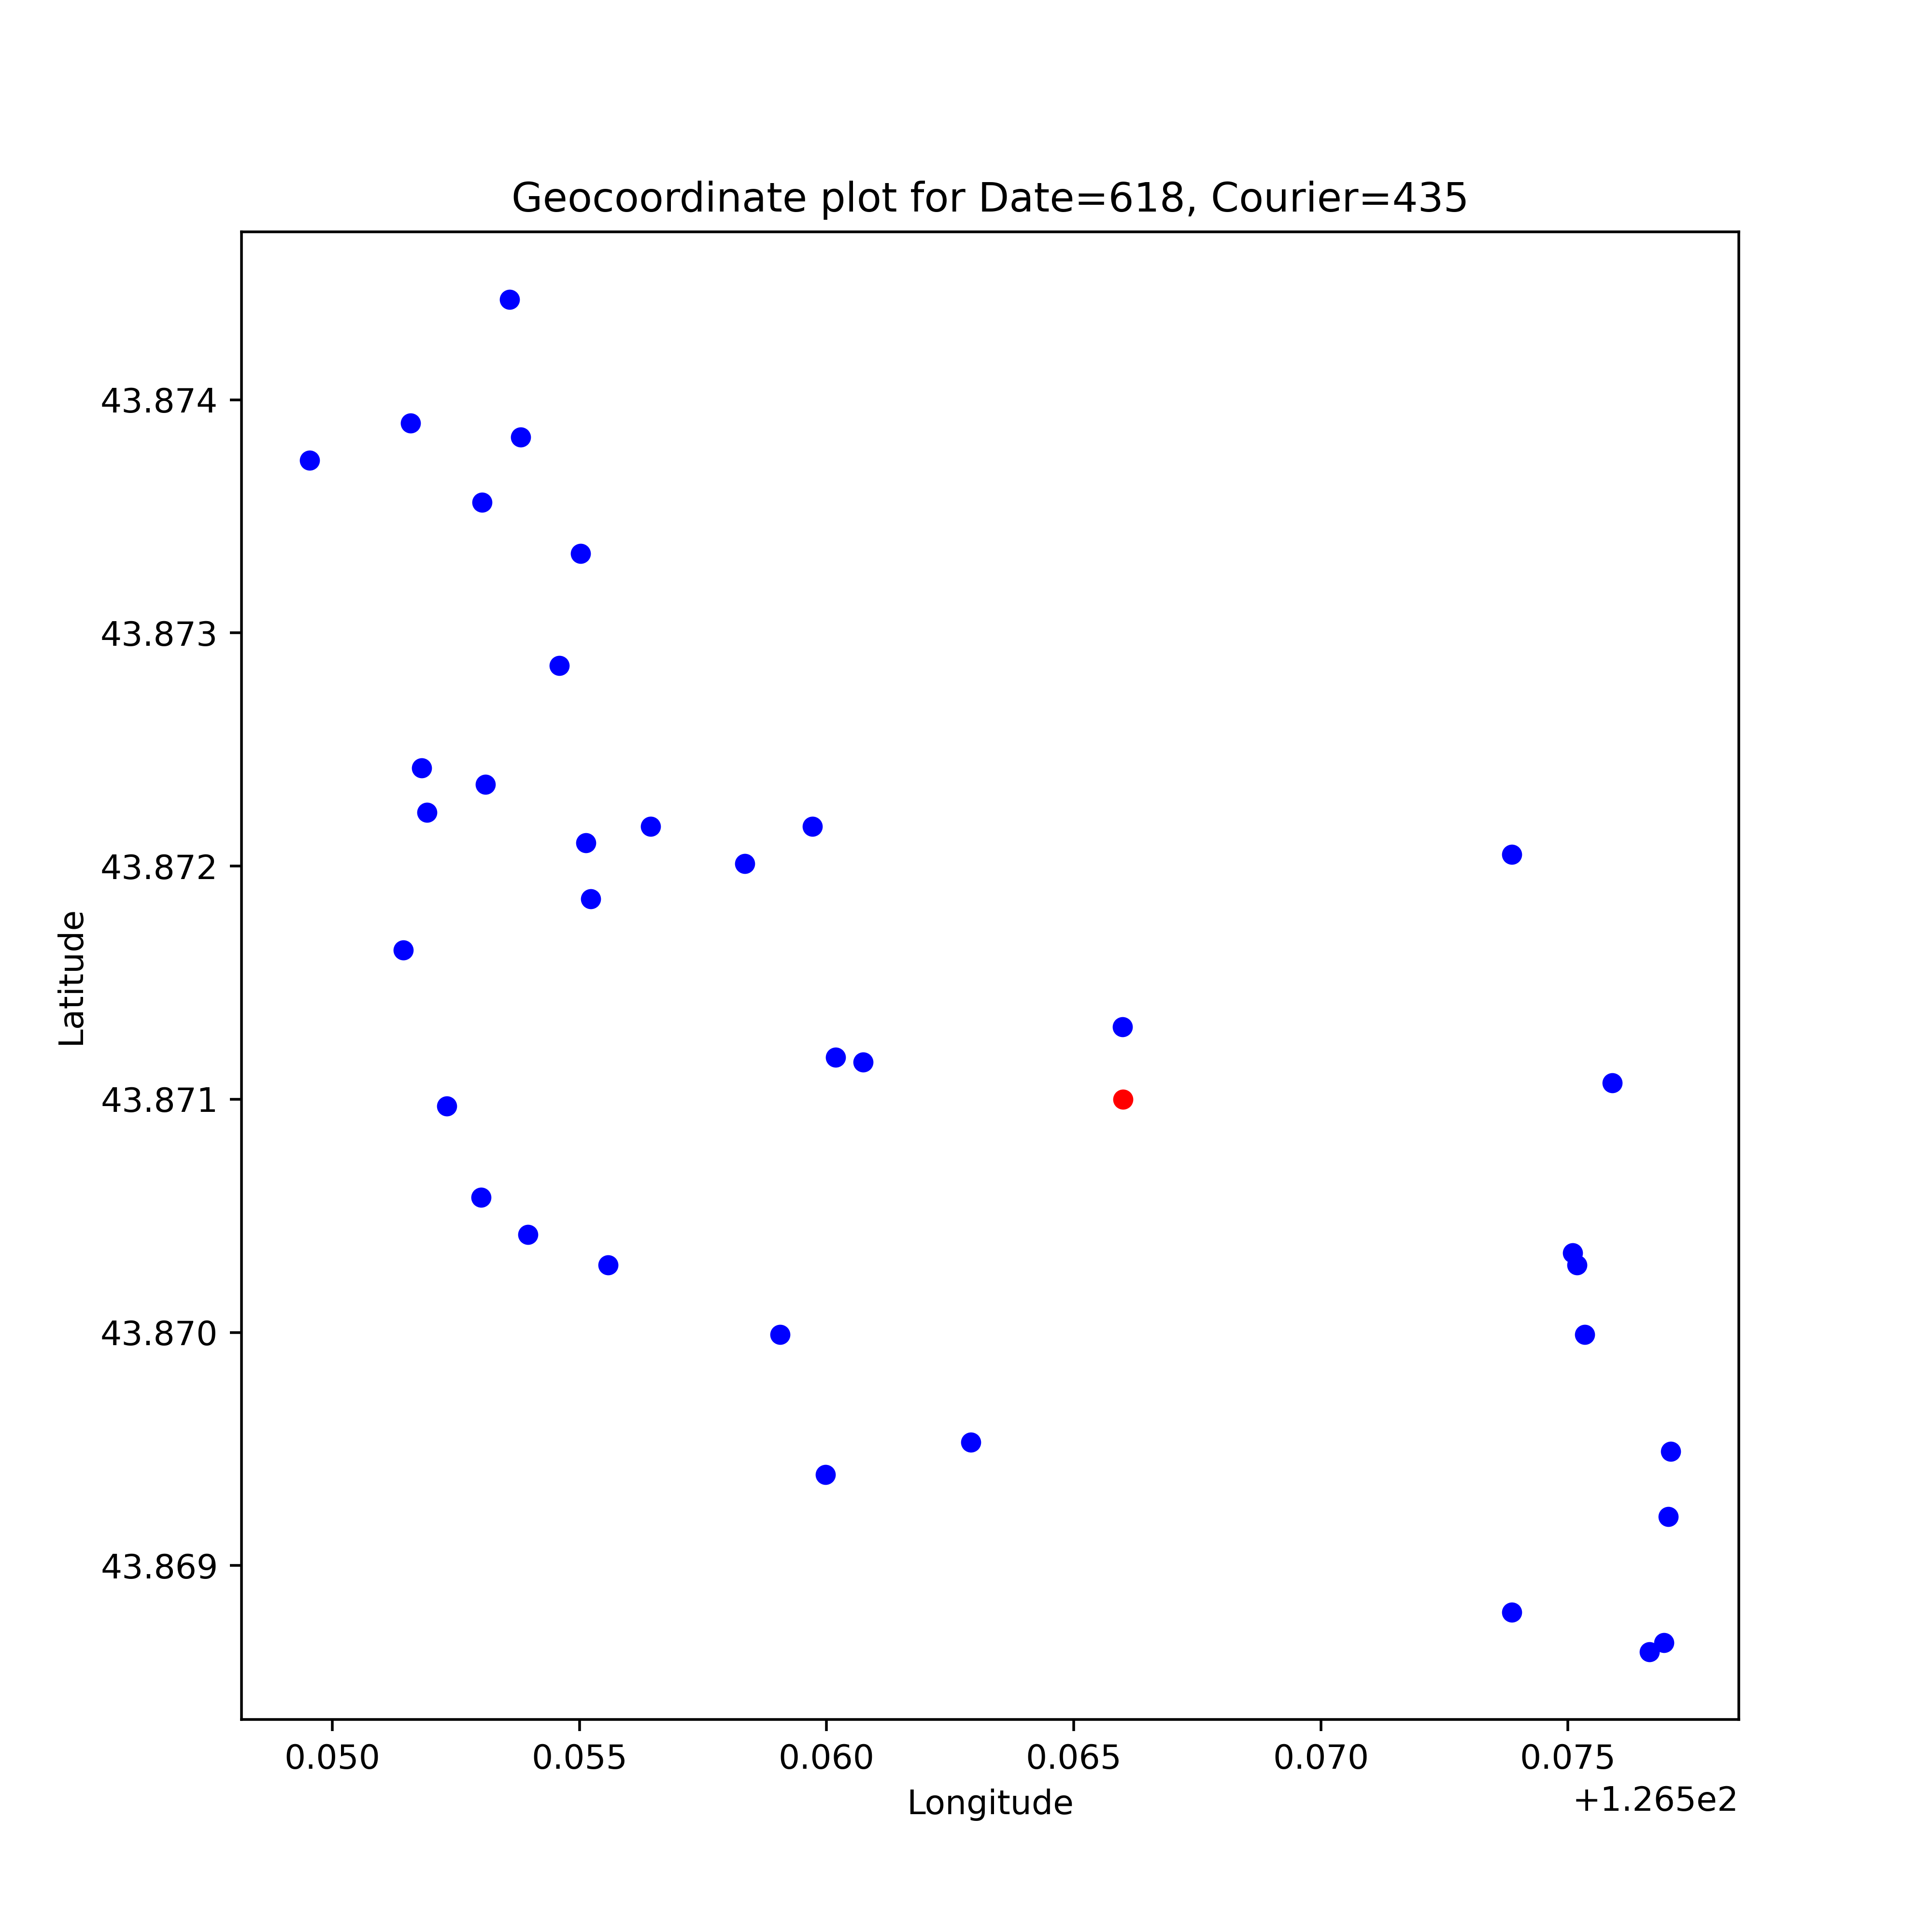 Geocoordinate plot for Date=618, Courier=435
43.874
43.873
43.872
43.871
43.870
43.869
Latitude
0.050 0.055 0.060 0.065 0.070 0.075
Longitude
+1.265e2